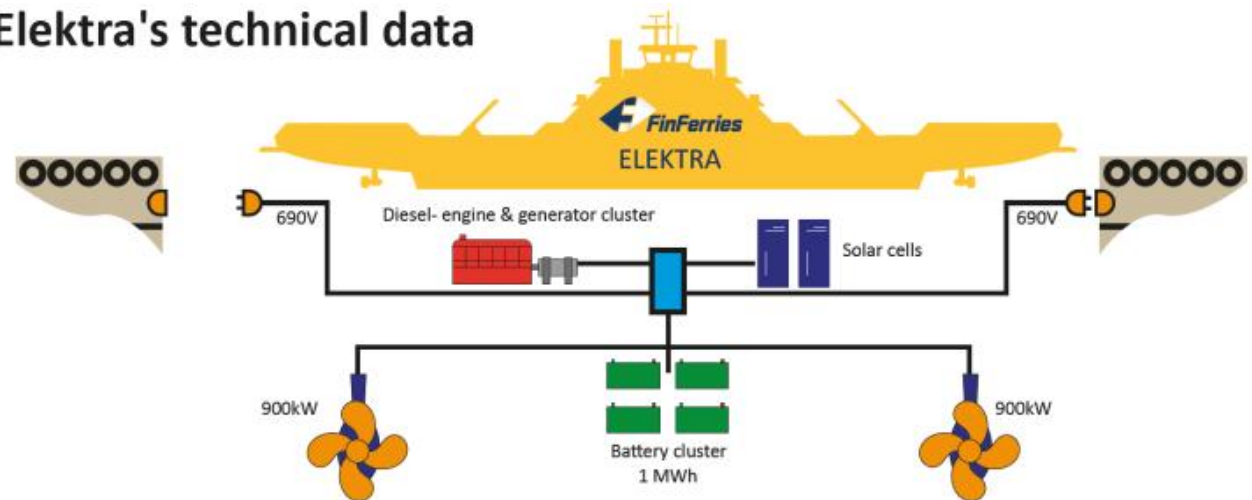 Elektra's technical data
FinFerries
ELEKTRA
690V
Diesel- engine & generator cluster
690V
Solar cells
900kW
900kW
Battery cluster
1 MWh